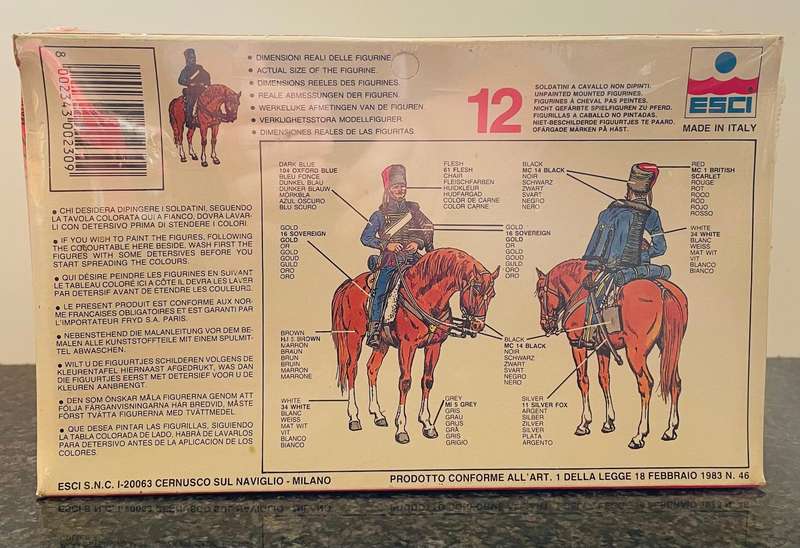 8 002343 002309
• DIMENSIONI REALI DELLE FIGURINE.
• ACTUAL SIZE OF THE FIGURINE.
• DIMENSIONS REELES DES FIGURINES.
• REALE ABMESSUNGEN DER FIGUREN
• WERKELIJKE AFMETINGEN VAN DE FIGUREN.
• VERKLIGHETSSTORA MODELLFIGURER.
• DIMENSIONES REALES DE LAS FIGURITAS.
12
SOLDATINI A CAVALLO NON DIPINTI.
UNPAINTED MOUNTED FIGURINES.
FIGURINES À CHEVAL PAS PEINTES.
NICHT GEFÄRBTE SPIELFIGUREN ZU PFERO.
FIGURILLAS A CABALLO NO PINTADAS.
NIET-BESCHILDERDE FIGUURTJES TE PAARD.
OFÄRGADE MÄRKEN PÅ HÄST.
ESCI
MADE IN ITALY
• CHI DESIDERA DIPINGERE I SOLDATINI, SEGUENDO
LA TAVOLA COLORATA QUI A FIANCO, DOVRÀ LAVAR-
LI CON DETERSIVO PRIMA DI STENDERE I COLORI.
• IF YOU WISH TO PAINT THE FIGURES, FOLLOWING
THE COLOURTABLE HERE BESIDE, WASH FIRST THE
FIGURES WITH SOME DETERSIVES BEFORE YOU
START SPREADING THE COLOURS.
• QUI DÉSIRE PEINDRE LES FIGURINES EN SUIVANT
LE TABLEAU COLORÉ ICI A CÔTÉ IL DEVRA LES LAVER
PAR DETERSIF AVANT DE ÉTENDRE LES COULEURS.
• LE PRESENT PRODUIT EST CONFORME AUX NOR-
ME FRANCAISES OBLIGATOIRES ET EST GARANTI PAR
L'IMPORTATEUR FRYD S.A. PARIS.
• NEBENSTEHEND DIE MALANLEITUNG VOR DEM BE-
MALEN ALLE KUNSTSTOFFTEILE MIT EINEM SPULMIT-
TEL ABWASCHEN.
• WILT U DE FIGUURTJES SCHILDEREN VOLGENS DE
KLEURENTAFEL HIERNAAST AFGEDRUKT, WAS DAN
DIE FIGUURTJES EERST MET DETERSIEF VOOR U DE
KLEUREN AANBRENGT.
• DEN SOM ÖNSKAR MÅLA FIGURERNA GENOM ATT
FÖLJA FÄRGANVISNINGARNA HAR BREDVID, MÅSTE
FÖRST TVÄTTA FIGURERNA MED TVÄTTMEDEL.
• QUE DESEA PINTAR LAS FIGURILLAS, SIGUIENDO
LA TABLA COLORADA DE LADO, HABRÁ DE LAVARLOS
PARA DETERSIVO ANTES DE LA APLICACION DE LOS
COLORES.
DARK BLUE
104 OXFORD BLUE
BLEU FONCE
DUNKEL BLAU
DUNKER BLAUW
MÖRKBLA
AZUL OSCURO
BLU SCURO
FLESH
61 FLESH
CHAIR
FLEISCHFARBEN
HUIDKLEUR
HUDFARGAD
COLOR DE CARNE
COLOR CARNE
BLACK
MC 14 BLACK
NOIR
SCHWARZ
ZWART
SVART
NEGRO
NERO
RED
MC 1 BRITISH
SCARLET
ROUGE
ROT
ROOD
RÖD
ROJO
ROSSO
GOLD
16 SOVEREIGN
GOLD
OR
GOLD
GOUD
GULD
ORO
ORO
GOLD
16 SOVEREIGN
GOLD
OR
GOLD
GOUD
GULD
ORO
ORO
WHITE
34 WHITE
BLANC
WEISS
MAT WIT
VIT
BLANCO
BIANCO
BROWN
HJ 5 BROWN
MARRON
BRAUN
BRUIN
BRUN
MARRON
MARRONE
BLACK
MC 14 BLACK
NOIR
SCHWARZ
ZWART
SVART
NEGRO
NERO
WHITE
34 WHITE
BLANC
WEISS
MAT WIT
VIT
BLANCO
BIANCO
GREY
MI 5 GREY
GRIS
GRAU
GRIJS
GRÅ
GRIS
GRIGIO
SILVER
11 SILVER FOX
ARGENT
SILBER
ZILVER
SILVER
PLATA
ARGENTO
ESCI S.N.C. I-20063 CERNUSCO SUL NAVIGLIO - MILANO
PRODOTTO CONFORME ALL'ART. 1 DELLA LEGGE 18 FEBBRAIO 1983 N. 46